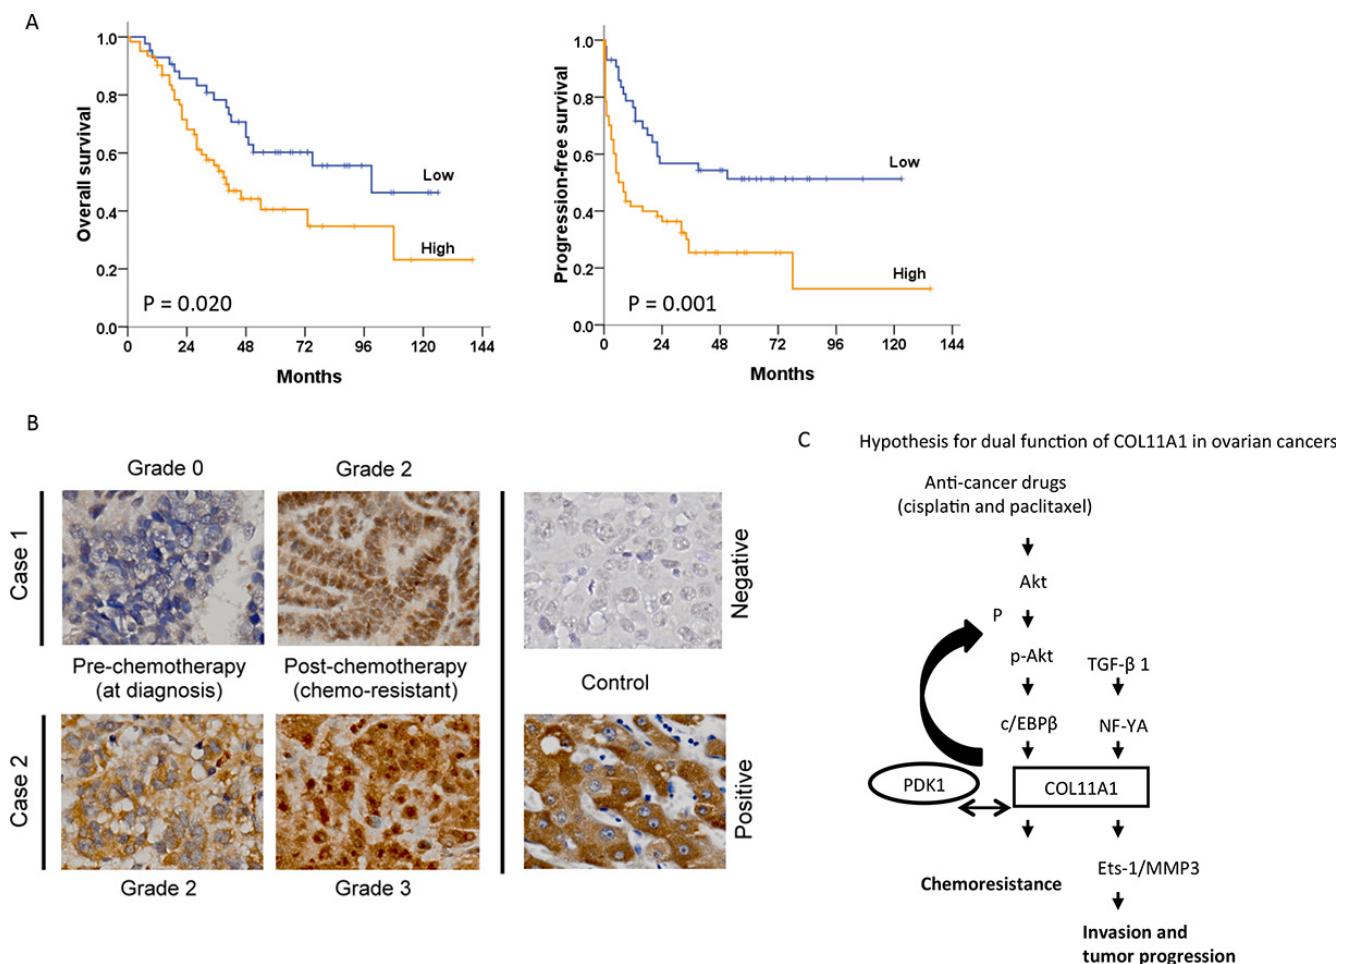 A
1.0
0.8
0.6
0.4
0.2
0.0
Overall survival
Low
High
P = 0.020
0 24 48 72 96 120 144
Months
1.0
0.8
0.6
0.4
0.2
0.0
Progression-free survival
Low
High
P = 0.001
0 24 48 72 96 120 144
Months
B
Grade 0
Grade 2
Case 1
Negative
Pre-chemotherapy
(at diagnosis)
Post-chemotherapy
(chemo-resistant)
Control
Case 2
Positive
Grade 2
Grade 3
C
Hypothesis for dual function of COL11A1 in ovarian cancers
Anti-cancer drugs
(cisplatin and paclitaxel)
Akt
P
p-Akt
TGF-β 1
c/EBPβ
NF-YA
PDK1
COL11A1
Chemoresistance
Ets-1/MMP3
Invasion and
tumor progression